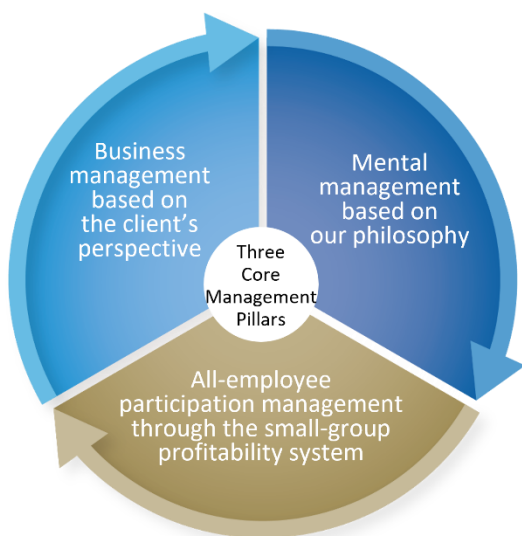 Business
management
based on
the client's
perspective
Mental
management
based on
our philosophy
Three
Core
Management
Pillars
All-employee
participation management
through the small-group
profitability system